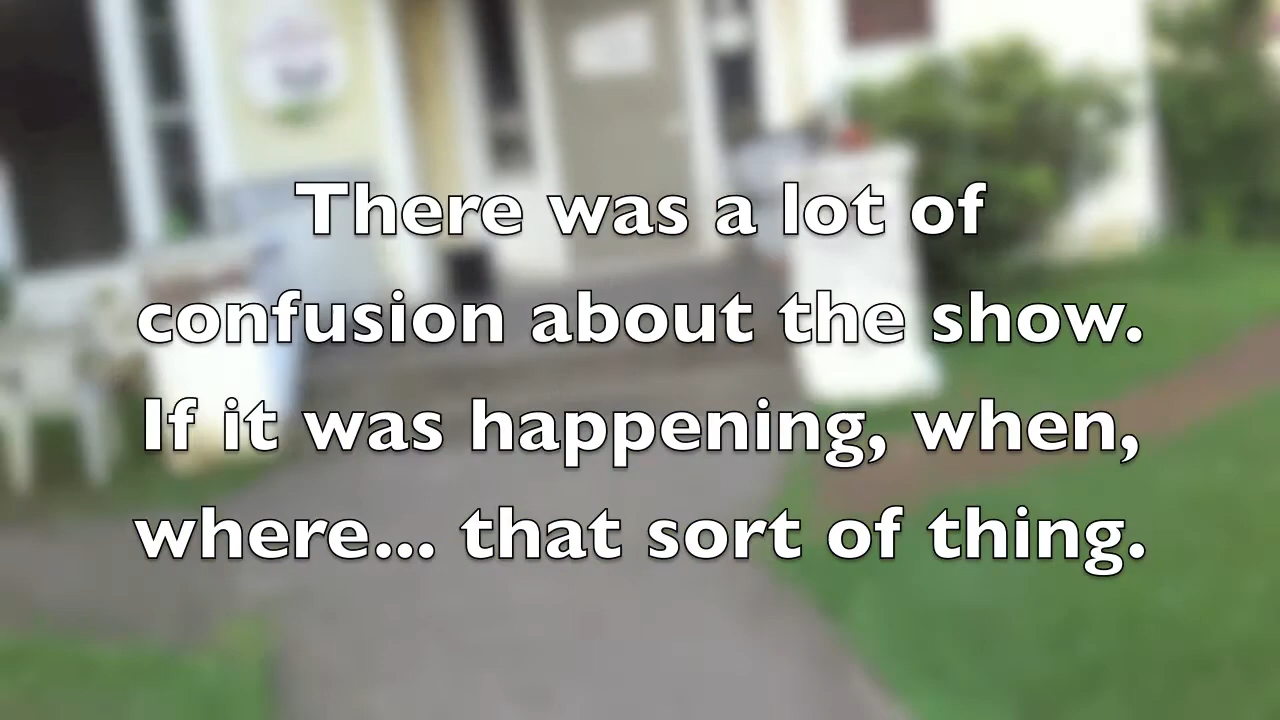 There was a lot of
confusion about the show.
If it was happening, when,
where... that sort of thing.